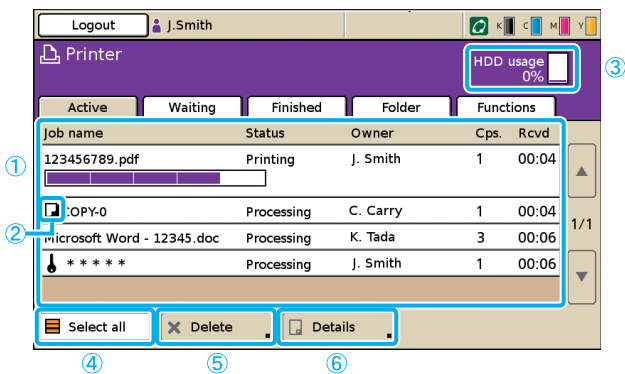 Logout J.Smith K C M Y
Printer
HDD usage
0%
③
Active Waiting Finished Folder Functions
Job name Status Owner Cps. Rcvd
①
123456789.pdf Printing J. Smith 1 00:04
COPY-0 Processing C. Carry 1 00:04
②
1/1
Microsoft Word - 12345.doc Processing K. Tada 3 00:06
* * * * * Processing J. Smith 1 00:06
Select all Delete Details
④ ⑤ ⑥